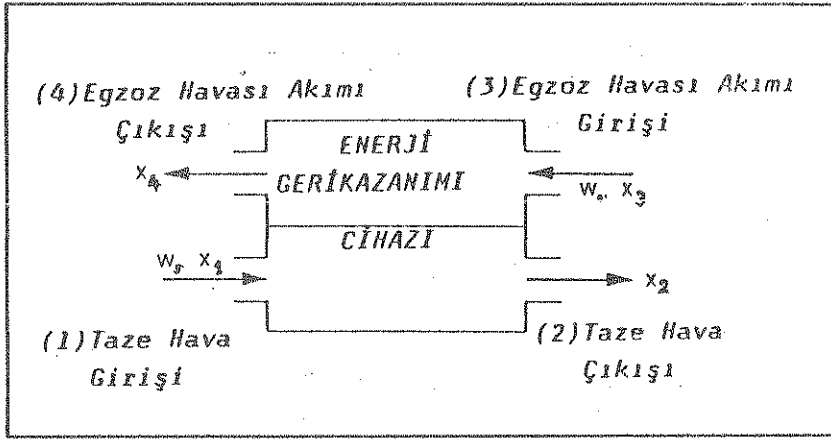 (4)Egzoz Havası Akımı
Çıkışı
(3)Egzoz Havası Akımı
Girişi
ENERJİ
GERİKAZANIMI
CİHAZI
X4
We, X3
Ws, X1
X2
(1)Taze Hava
Girişi
(2)Taze Hava
Çıkışı